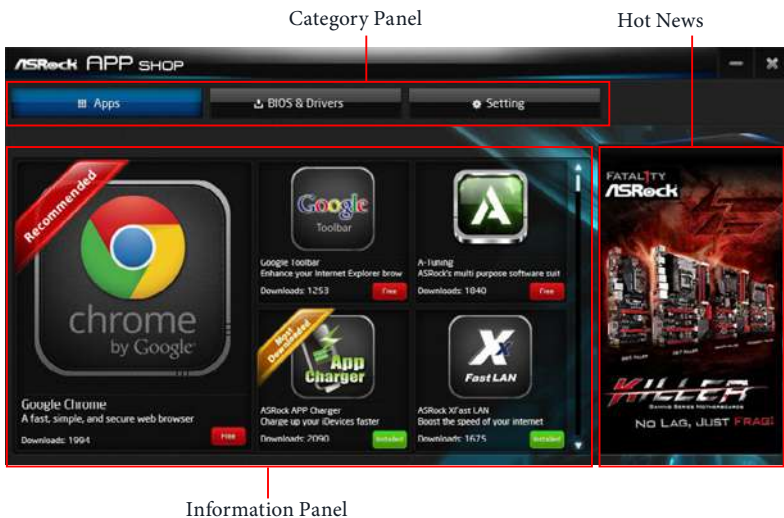 Category Panel
Hot News
ASRock APP SHOP
Apps
BIOS & Drivers
Setting
Recommended
chrome
by Google
Google Chrome
A fast, simple, and secure web browser
Downloads: 1994
Free
Google
Toolbar
Google Toolbar
Enhance your Internet Explorer brow
Downloads: 1253
Free
A
A-Tuning
ASRock's multi purpose software suit
Downloads: 1840
Free
Most
Downloaded
App
Charger
ASRock APP Charger
Charge up your iDevices faster
Downloads: 2090
Installed
X
Fast LAN
ASRock XFast LAN
Boost the speed of your internet
Downloads: 1675
Installed
FATAL1TY
ASRock
KILLER
GAMING SERIES MOTHERBOARDS
NO LAG, JUST FRAG!
Information Panel